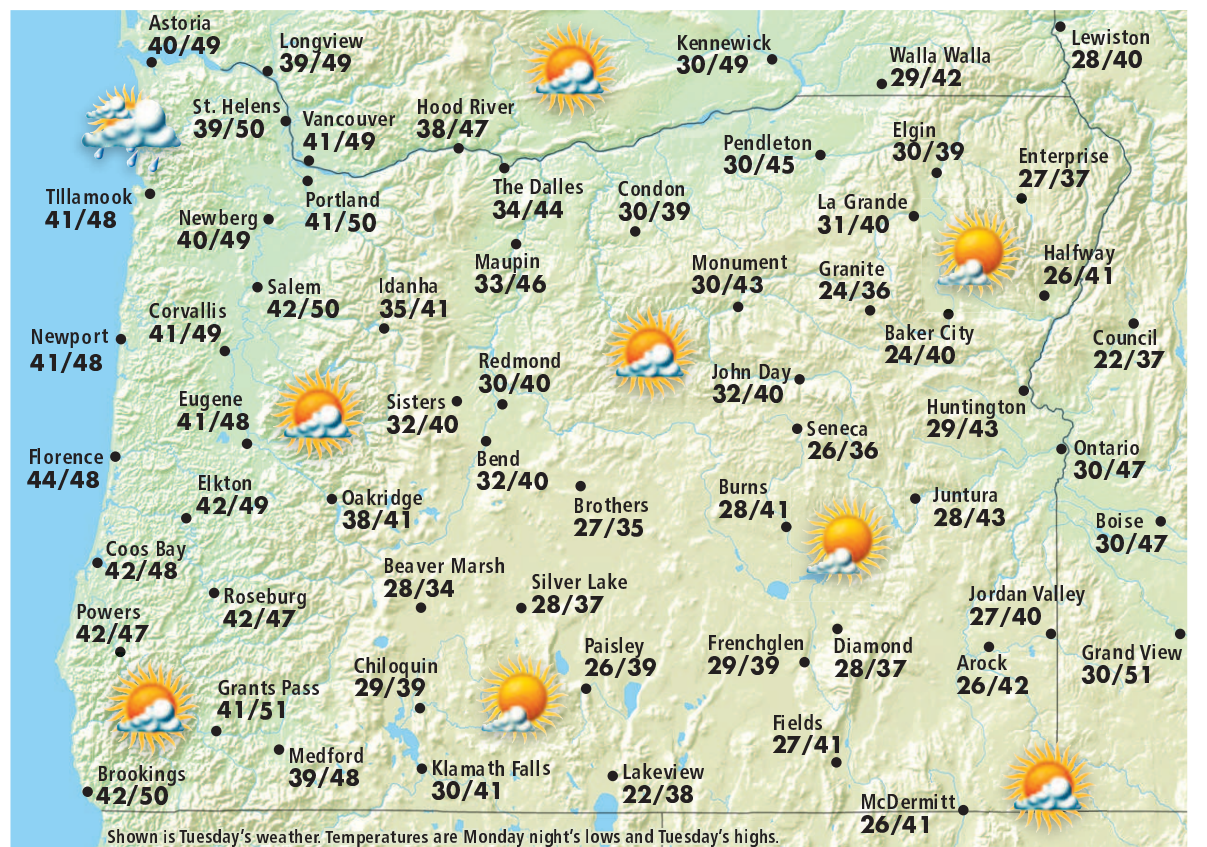 Astoria
40/49
Longview
39/49
Kennewick
30/49
Walla Walla
29/42
Lewiston
28/40
St. Helens
39/50
Vancouver
41/49
Hood River
38/47
Pendleton
30/45
Elgin
30/39
Enterprise
27/37
TIllamook
41/48
Portland
41/50
Newberg
40/49
The Dalles
34/44
Condon
30/39
La Grande
31/40
Maupin
33/46
Monument
30/43
Granite
24/36
Halfway
26/41
Salem
42/50
Idanha
35/41
Corvallis
41/49
Newport
41/48
Baker City
24/40
Council
22/37
Redmond
30/40
John Day
32/40
Eugene
41/48
Sisters
32/40
Huntington
29/43
Seneca
26/36
Florence
44/48
Bend
32/40
Ontario
30/47
Elkton
42/49
Oakridge
38/41
Brothers
27/35
Burns
28/41
Juntura
28/43
Boise
30/47
Coos Bay
42/48
Beaver Marsh
28/34
Silver Lake
28/37
Roseburg
42/47
Jordan Valley
27/40
Powers
42/47
Paisley
26/39
Frenchglen
29/39
Diamond
28/37
Arock
26/42
Grand View
30/51
Chiloquin
29/39
Grants Pass
41/51
Fields
27/41
Medford
39/48
Brookings
42/50
Klamath Falls
30/41
Lakeview
22/38
McDermitt
26/41
Shown is Tuesday's weather. Temperatures are Monday night's lows and Tuesday's highs.